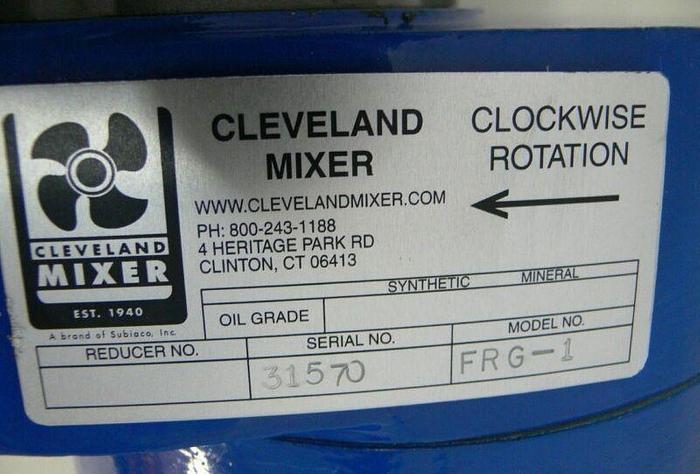 CLEVELAND
MIXER
EST. 1940
A brand of Subiaco, Inc.
CLEVELAND
MIXER
WWW.CLEVELANDMIXER.COM
PH: 800-243-1188
4 HERITAGE PARK RD
CLINTON, CT 06413
CLOCKWISE
ROTATION
SYNTHETIC MINERAL
OIL GRADE
REDUCER NO. SERIAL NO. MODEL NO.
31570 FRG-1